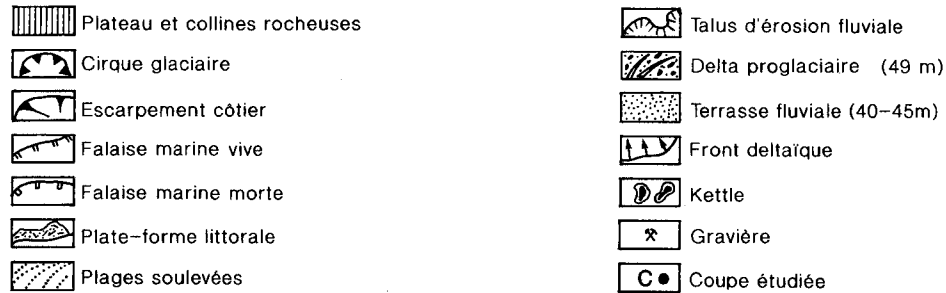 Plateau et collines rocheuses
Cirque glaciaire
Escarpement côtier
Falaise marine vive
Falaise marine morte
Plate-forme littorale
Plages soulevées
Talus d'érosion fluviale
Delta proglaciaire (49 m)
Terrasse fluviale (40-45m)
Front deltaïque
Kettle
Gravière
C Coupe étudiée